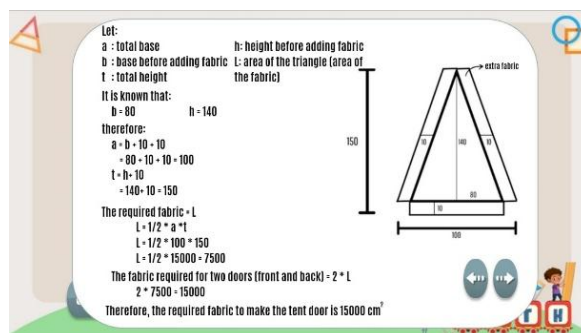 Let:
a : total base
h: height before adding fabric
b : base before adding fabric
L: area of the triangle (area of
t : total height
the fabric)
It is known that:
b = 80
h = 140
therefore:
a = b + 10 + 10
= 80 + 10 + 10 = 100
t = h+ 10
= 140+ 10 = 150
The required fabric = L
L = 1/2 * a *t
L = 1/2 * 100 * 150
L = 1/2 * 15000 = 7500
The fabric required for two doors (front and back) = 2 * L
2 * 7500 = 15000
Therefore, the required fabric to make the tent door is 15000 cm²
extra fabric
150
10
140
10
80
10
100
r H